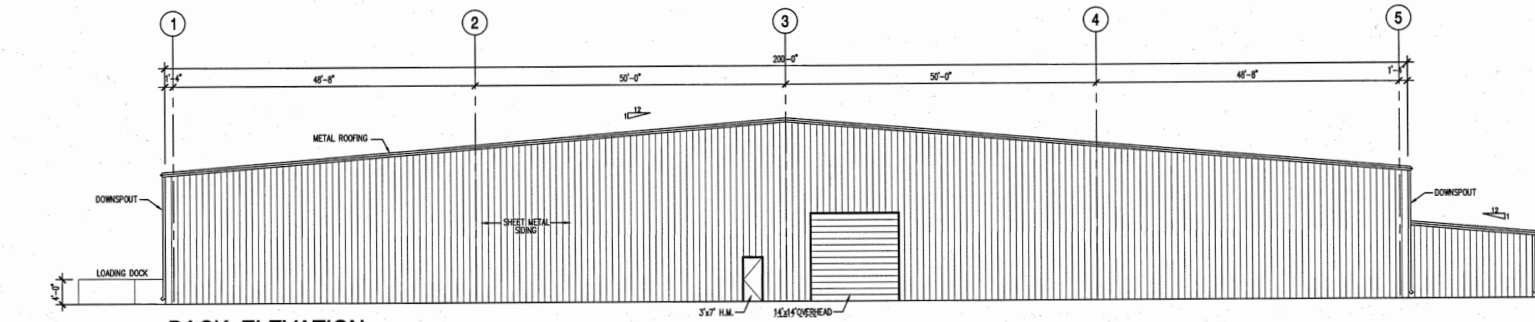 1 2 3 4 5
200'-0"
1'-4" 48'-8" 50'-0" 50'-0" 48'-8" 1'-4"
12
1
METAL ROOFING
DOWNSPOUT
DOWNSPOUT
SHEET METAL
SIDING
12
1
LOADING DOCK
4'-0"
3'x7' H.M.
14'x14' OVERHEAD
BACK ELEVATION